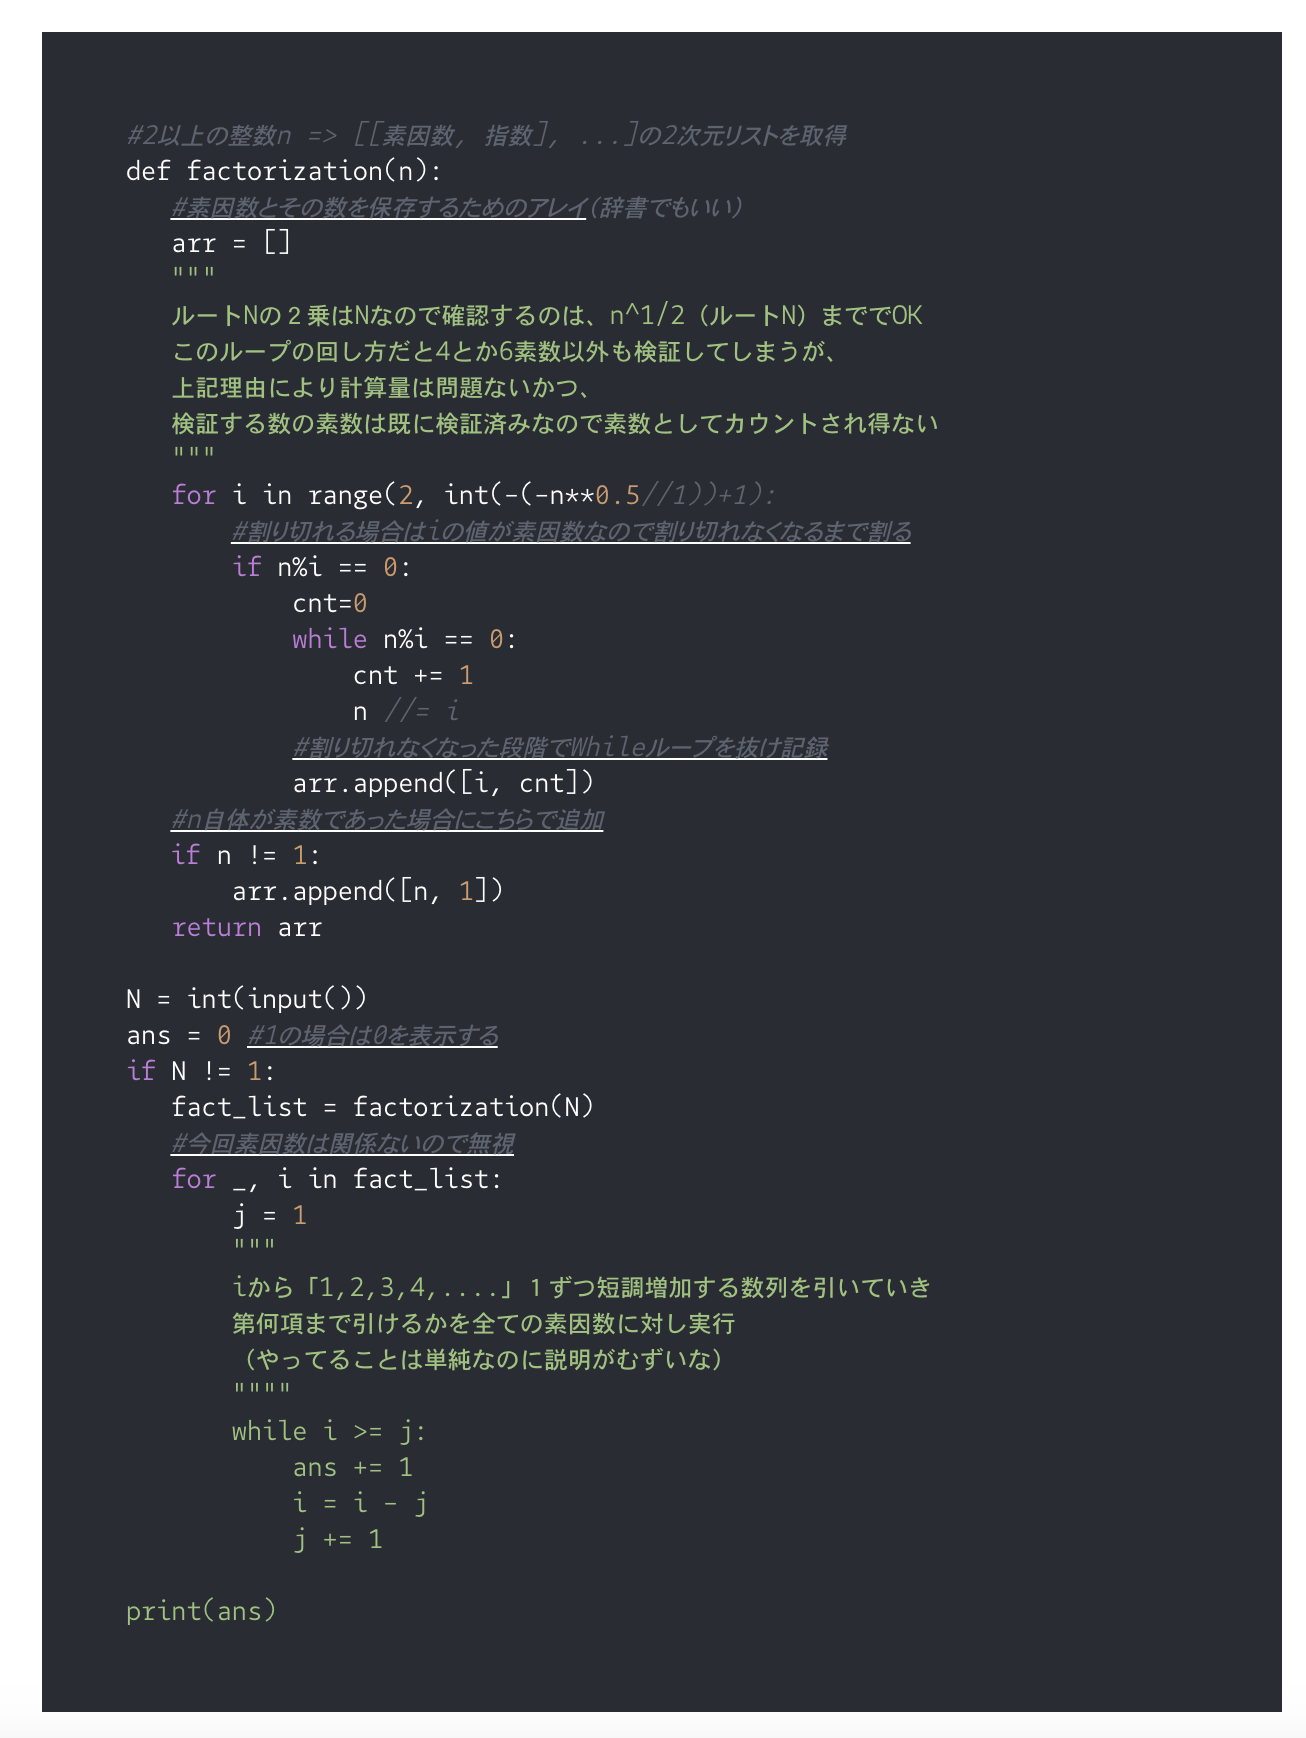 #2以上の整数n => [[素因数, 指数], ...]の2次元リストを取得
def factorization(n):
#素因数とその数を保存するためのアレイ(辞書でもいい)
arr = []
"""
ルートNの２乗はNなので確認するのは、n^1/2（ルートN）まででOK
このループの回し方だと4とか6素数以外も検証してしまうが、
上記理由により計算量は問題ないかつ、
検証する数の素数は既に検証済みなので素数としてカウントされ得ない
"""
for i in range(2, int(-(-n**0.5//1))+1):
#割り切れる場合はiの値が素因数なので割り切れなくなるまで割る
if n%i == 0:
cnt=0
while n%i == 0:
cnt += 1
n //= i
#割り切れなくなった段階でWhileループを抜け記録
arr.append([i, cnt])
#n自体が素数であった場合にこちらで追加
if n != 1:
arr.append([n, 1])
return arr
N = int(input())
ans = 0 #1の場合は0を表示する
if N != 1:
fact_list = factorization(N)
#今回素因数は関係ないので無視
for _, i in fact_list:
j = 1
"""
iから「1,2,3,4,....」１ずつ短調増加する数列を引いていき
第何項まで引けるかを全ての素因数に対し実行
（やってることは単純なのに説明がむずいな）
""""
while i >= j:
ans += 1
i = i - j
j += 1
print(ans)